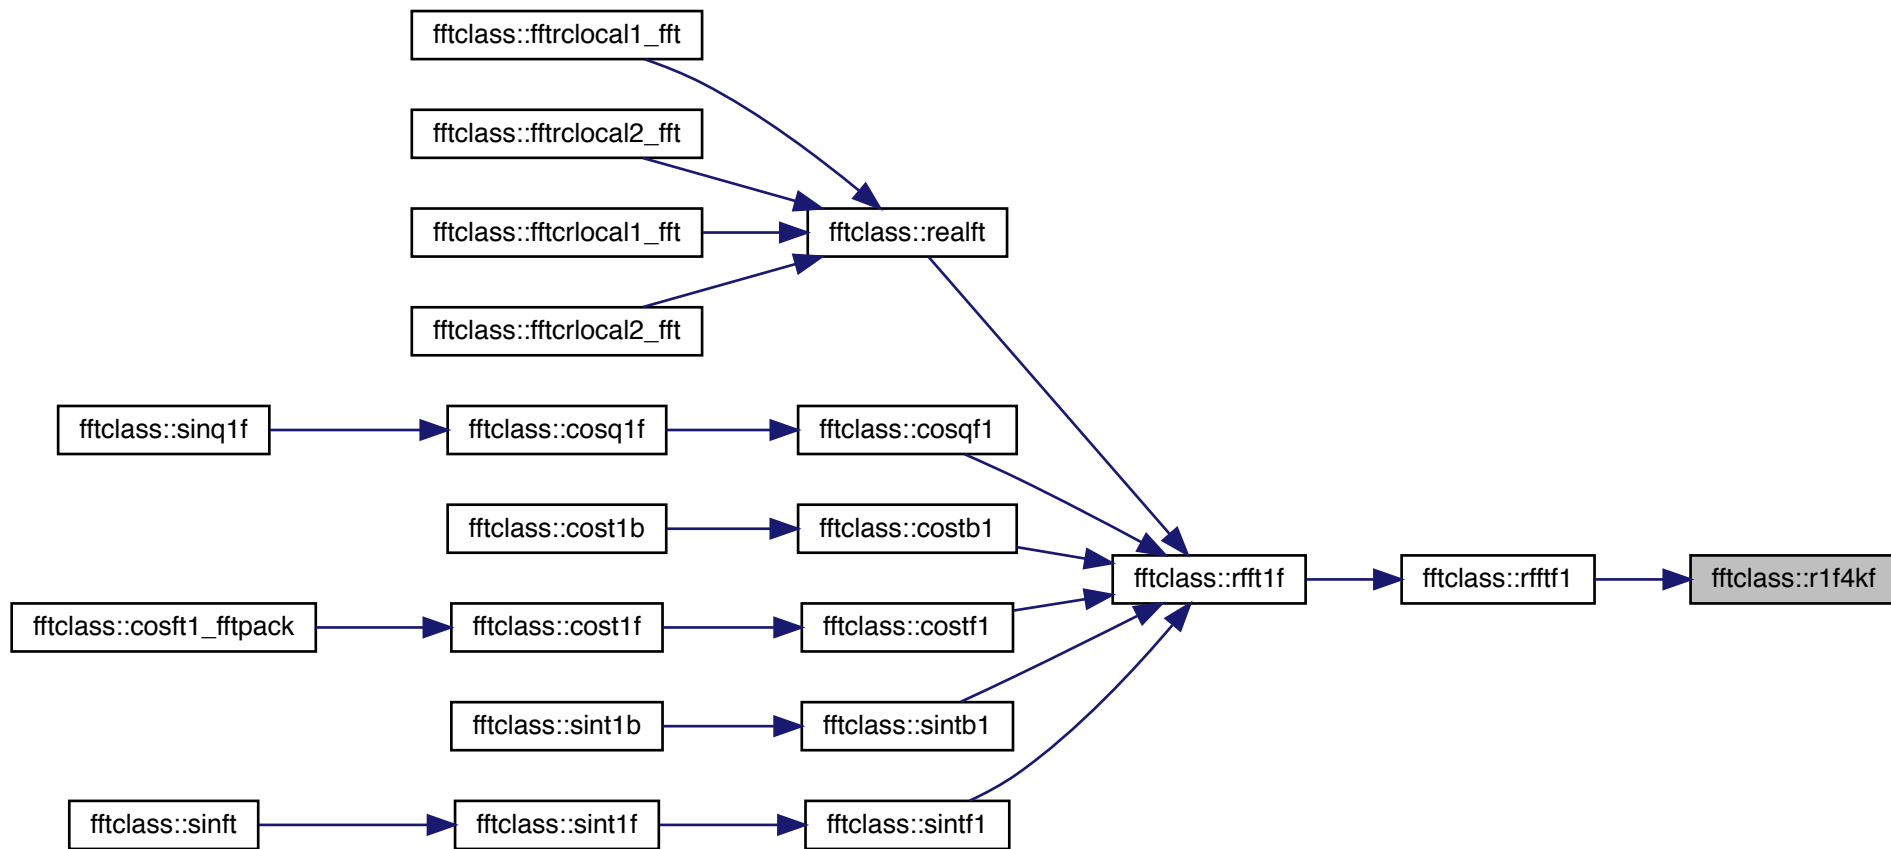 fftclass::fftrclocal1_fft
fftclass::fftrclocal2_fft
fftclass::fftcrlocal1_fft
fftclass::realft
fftclass::fftcrlocal2_fft
fftclass::sinq1f
fftclass::cosq1f
fftclass::cosqf1
fftclass::cost1b
fftclass::costb1
fftclass::rfft1f
fftclass::rfftf1
fftclass::r1f4kf
fftclass::cosft1_fftpack
fftclass::cost1f
fftclass::costf1
fftclass::sint1b
fftclass::sintb1
fftclass::sinft
fftclass::sint1f
fftclass::sintf1